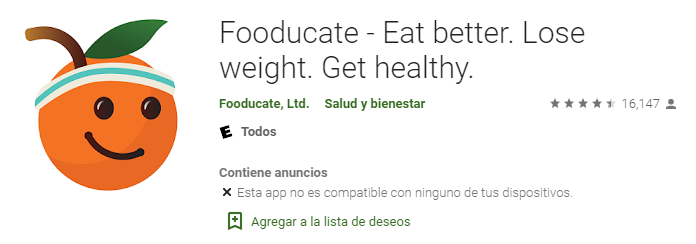 Fooducate - Eat better. Lose
weight. Get healthy.
Fooducate, Ltd. Salud y bienestar 16,147
E Todos
Contiene anuncios
Esta app no es compatible con ninguno de tus dispositivos.
Agregar a la lista de deseos